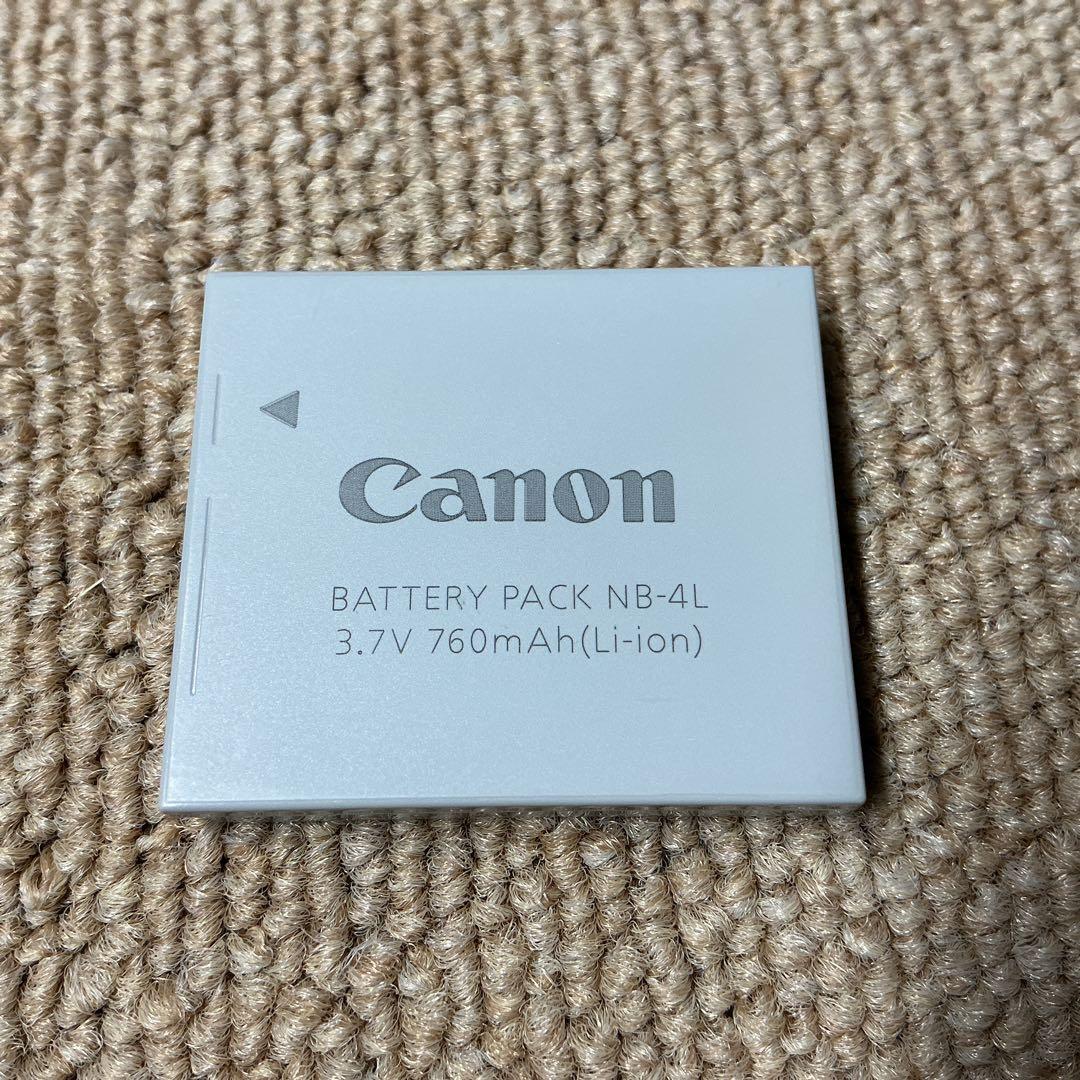 Canon
BATTERY PACK NB-4L
3.7V 760mAh(Li-ion)